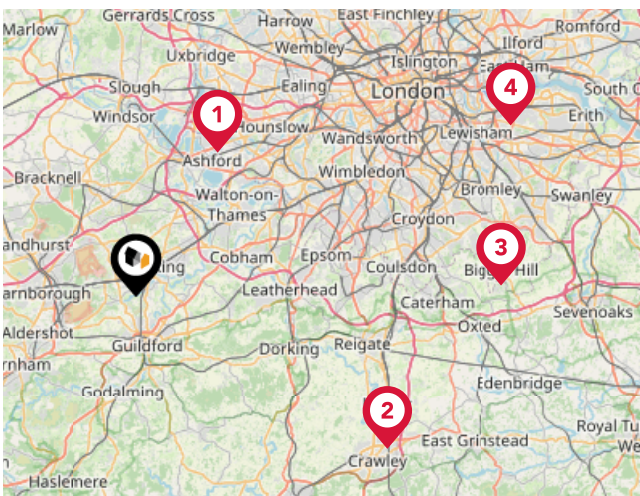 Gerrards Cross
Harrow
East Finchley
Marlow
Romford
Wembley
Ilford
Uxbridge
Islington
East Ham
Slough
Ealing
4
London
South O
Windsor
1
Hounslow
Erith
Wandsworth
Lewisham
Ashford
Wimbledon
Bracknell
Bromley
Swanley
Walton-on-
Thames
Croydon
andhurst
3
Cobham
Epsom
Coulsdon
Hill
arnborough
Leatherhead
Caterham
Sevenoaks
Aldershot
Oxted
Guildford
Dorking
Reigate
rnham
Edenbridge
Godalming
2
Royal Tu
East Grinstead
We
Crawley
Haslemere